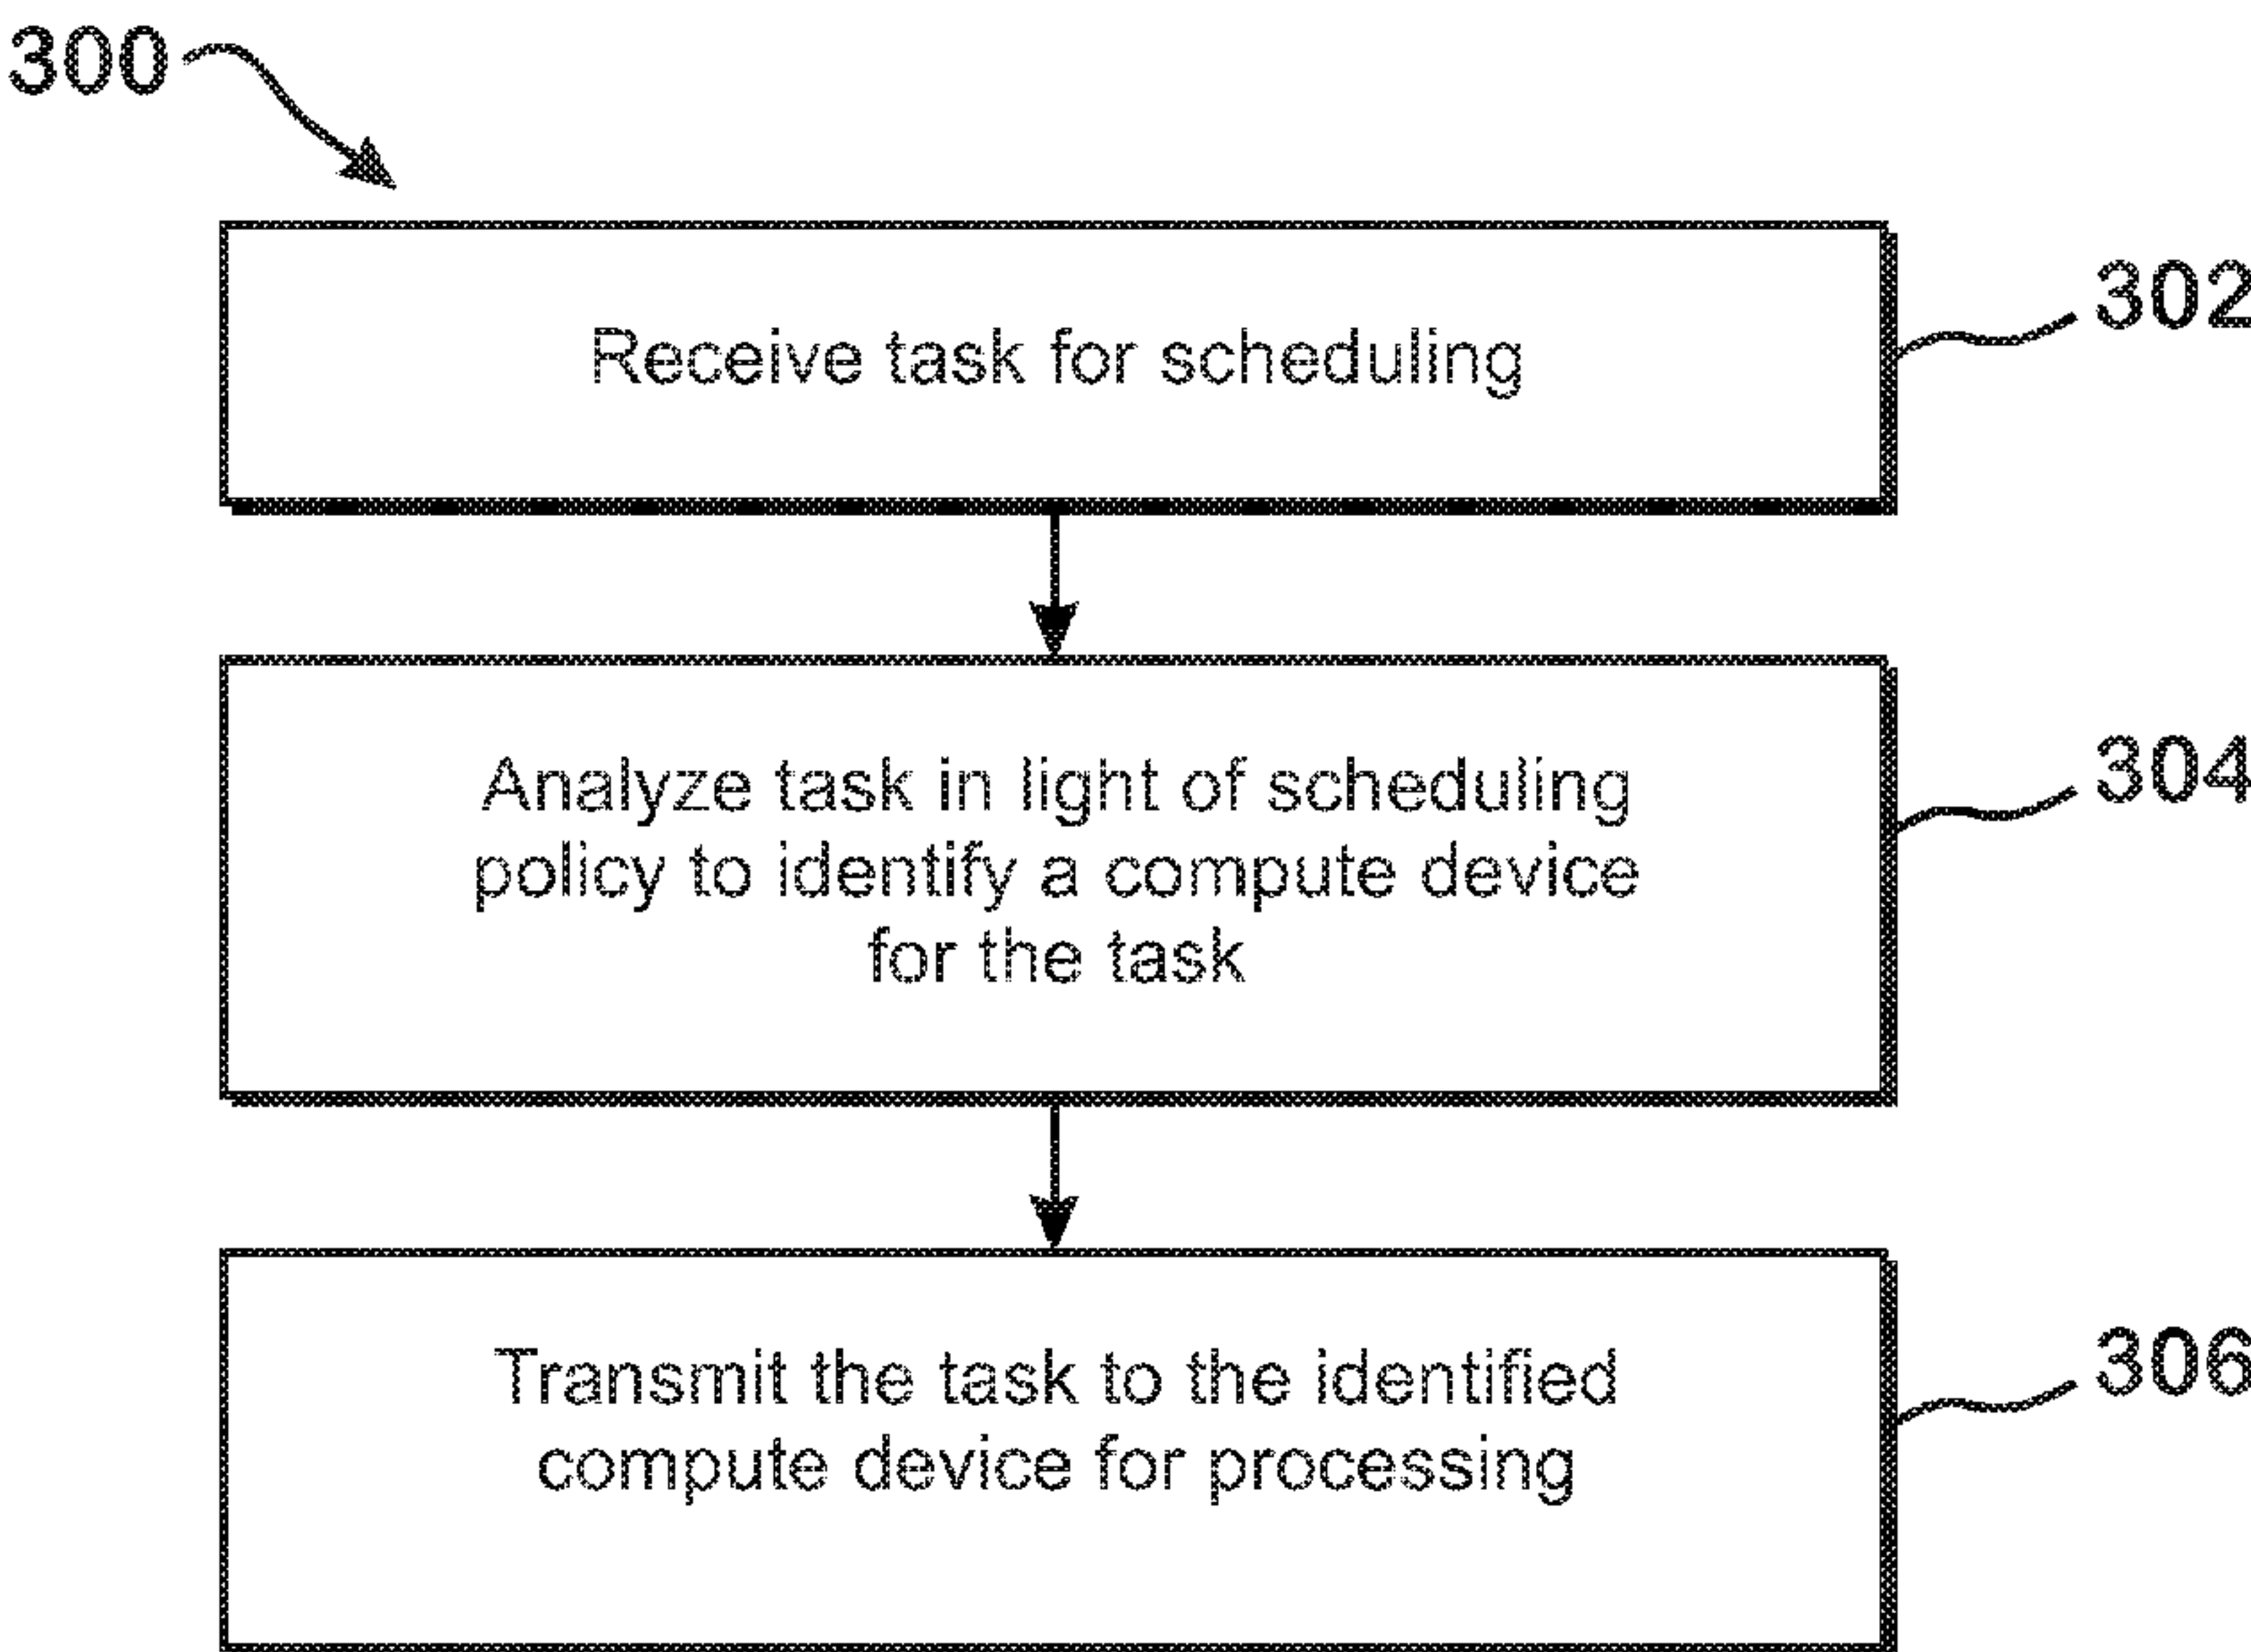 300
Receive task for scheduling
302
Analyze task in light of scheduling
policy to identify a compute device
for the task
304
Transmit the task to the identified
compute device for processing
306